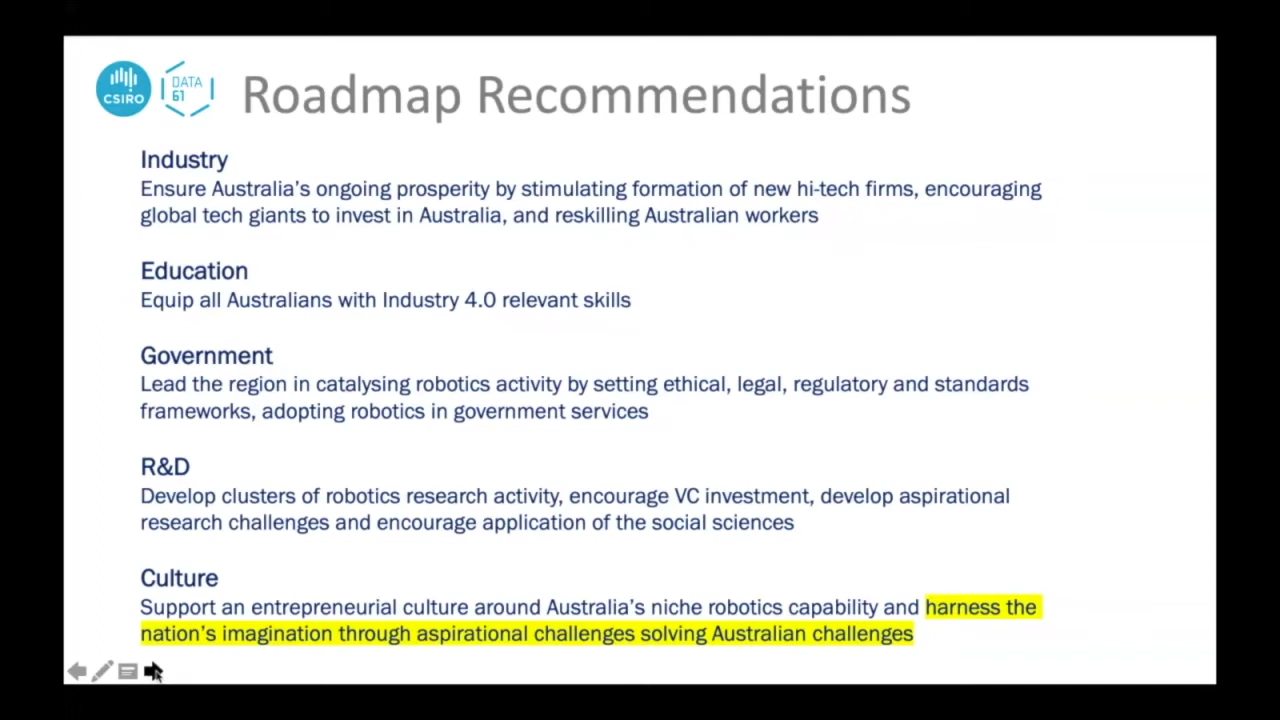 CSIRO
DATA
61
Roadmap Recommendations
Industry
Ensure Australia’s ongoing prosperity by stimulating formation of new hi-tech firms, encouraging
global tech giants to invest in Australia, and reskilling Australian workers
Education
Equip all Australians with Industry 4.0 relevant skills
Government
Lead the region in catalysing robotics activity by setting ethical, legal, regulatory and standards
frameworks, adopting robotics in government services
R&D
Develop clusters of robotics research activity, encourage VC investment, develop aspirational
research challenges and encourage application of the social sciences
Culture
Support an entrepreneurial culture around Australia’s niche robotics capability and harness the
nation’s imagination through aspirational challenges solving Australian challenges